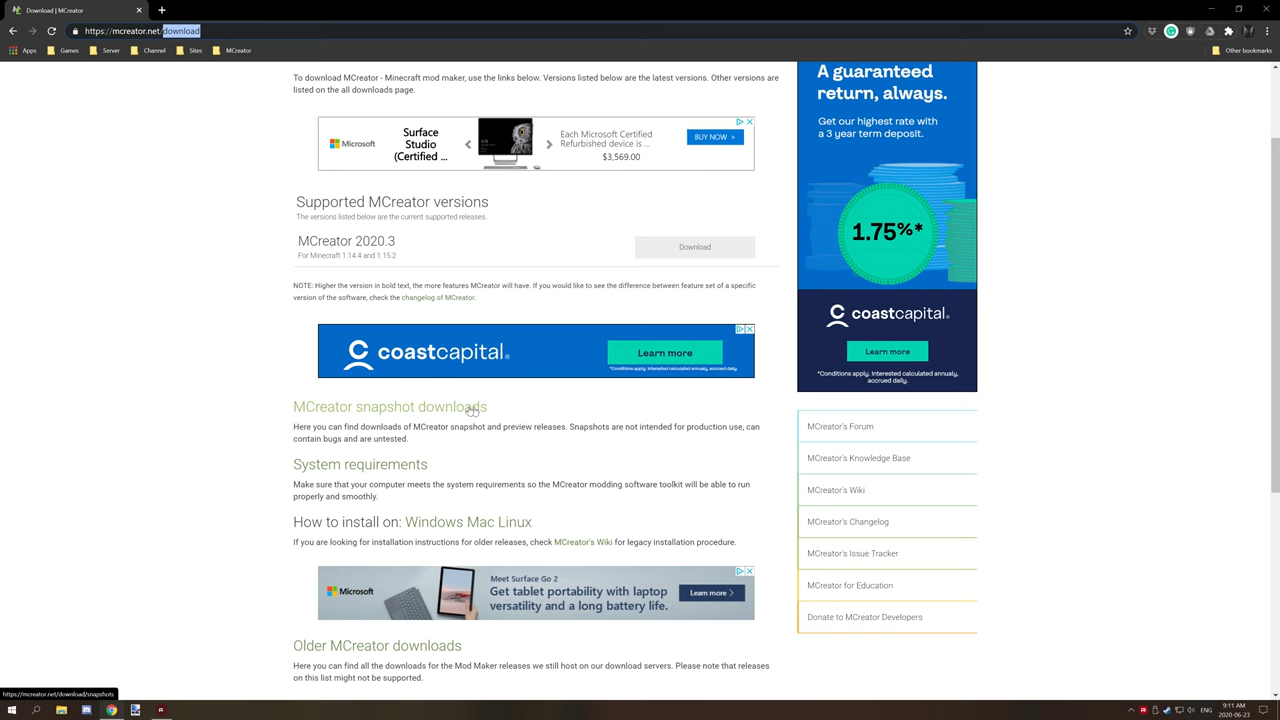 Download | MCreator
https://mcreator.net/download
Apps
Games
Server
Channel
Sites
MCreator
Other bookmarks
To download MCreator - Minecraft mod maker, use the links below. Versions listed below are the latest versions. Other versions are
listed on the all downloads page.
Microsoft
Surface
Studio
(Certified ...
Each Microsoft Certified
Refurbished device is ...
$3,569.00
BUY NOW >
Supported MCreator versions
The versions listed below are the current supported releases.
MCreator 2020.3
For Minecraft 1.14.4 and 1.15.2
Download
NOTE: Higher the version in bold text, the more features MCreator will have. If you would like to see the difference between feature set of a specific
version of the software, check the changelog of MCreator.
coastcapital.
Learn more
*Conditions apply. Interested calculated annualy, accrued daily.
MCreator snapshot downloads
Here you can find downloads of MCreator snapshot and preview releases. Snapshots are not intended for production use, can
contain bugs and are untested.
System requirements
Make sure that your computer meets the system requirements so the MCreator modding software toolkit will be able to run
properly and smoothly.
How to install on: Windows Mac Linux
If you are looking for installation instructions for older releases, check MCreator's Wiki for legacy installation procedure.
Microsoft
Meet Surface Go 2
Get tablet portability with laptop
versatility and a long battery life.
Learn more >
Older MCreator downloads
Here you can find all the downloads for the Mod Maker releases we still host on our download servers. Please note that releases
on this list might not be supported.
A guaranteed
return, always.
Get our highest rate with
a 3 year term deposit.
1.75%*
coastcapital.
Learn more
*Conditions apply. Interested calculated annualy,
accrued daily.
MCreator's Forum
MCreator's Knowledge Base
MCreator's Wiki
MCreator's Changelog
MCreator's Issue Tracker
MCreator for Education
Donate to MCreator Developers
https://mcreator.net/download/snapshots
ENG
9:11 AM
2020-06-23